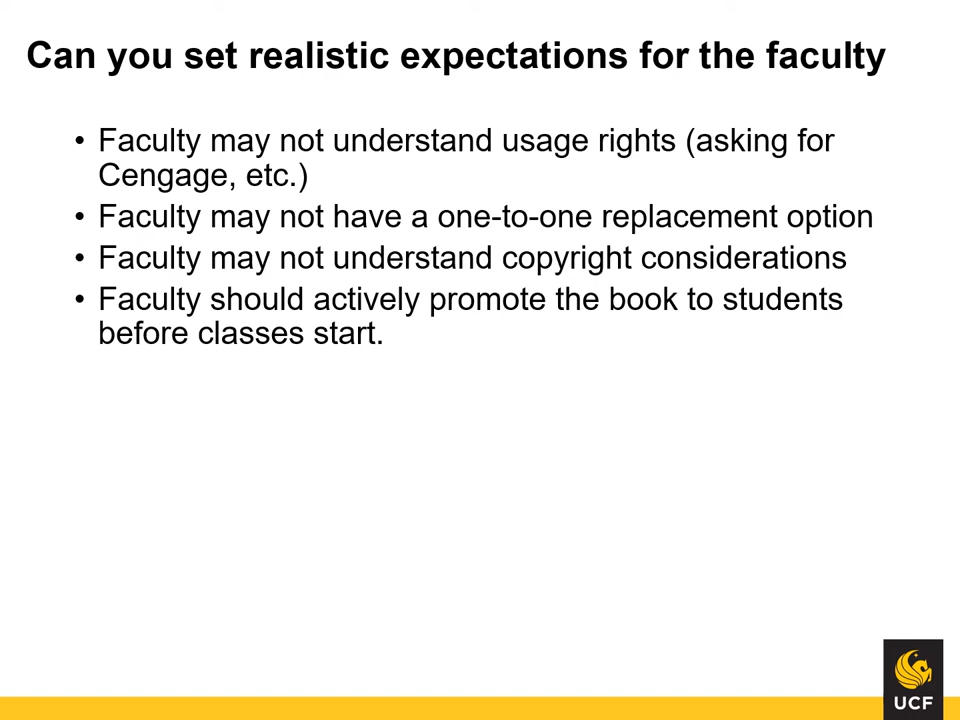 Can you set realistic expectations for the faculty
• Faculty may not understand usage rights (asking for
Cengage, etc.)
• Faculty may not have a one-to-one replacement option
• Faculty may not understand copyright considerations
• Faculty should actively promote the book to students
before classes start.
UCF